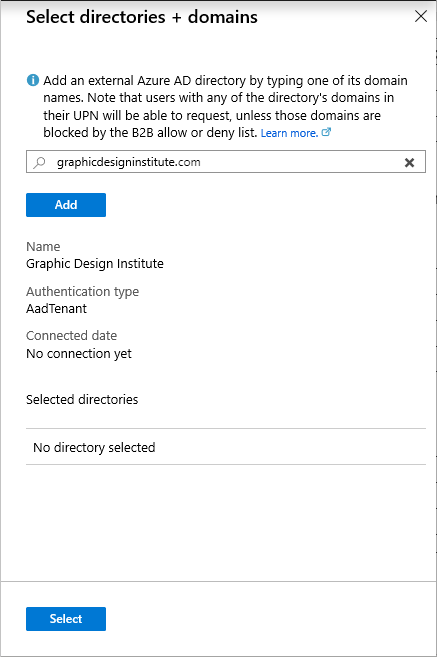 Select directories + domains
Add an external Azure AD directory by typing one of its domain
names. Note that users with any of the directory's domains in
their UPN will be able to request, unless those domains are
blocked by the B2B allow or deny list. Learn more.
graphicdesigninstitute.com
Add
Name
Graphic Design Institute
Authentication type
AadTenant
Connected date
No connection yet
Selected directories
No directory selected
Select